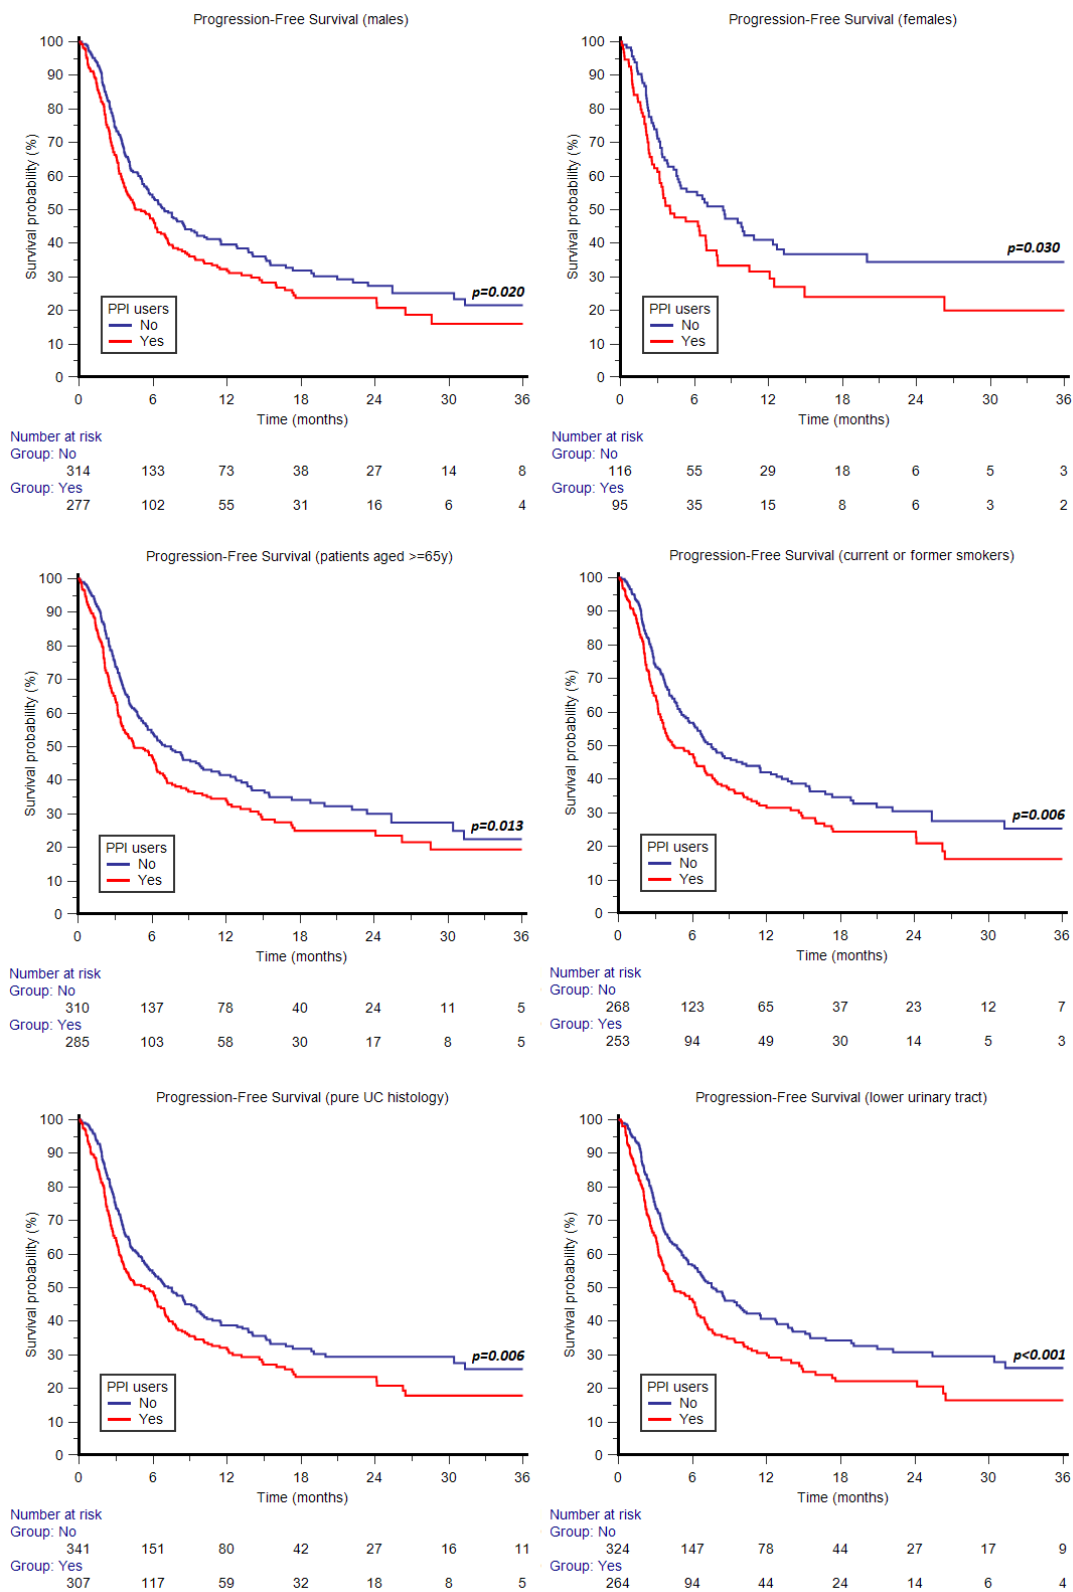 Progression-Free Survival (males)
Survival probability (%)
100
90
80
70
60
50
40
30
20
10
0
p=0.020
PPI users
No
Yes
0 6 12 18 24 30 36
Time (months)
Number at risk
Group: No
314 133 73 38 27 14 8
Group: Yes
277 102 55 31 16 6 4
Progression-Free Survival (females)
Survival probability (%)
100
90
80
70
60
50
40
30
20
10
0
p=0.030
PPI users
No
Yes
0 6 12 18 24 30 36
Time (months)
Number at risk
Group: No
116 55 29 18 6 5 3
Group: Yes
95 35 15 8 6 3 2
Progression-Free Survival (patients aged >=65y)
Survival probability (%)
100
90
80
70
60
50
40
30
20
10
0
p=0.013
PPI users
No
Yes
0 6 12 18 24 30 36
Time (months)
Number at risk
Group: No
310 137 78 40 24 11 5
Group: Yes
285 103 58 30 17 8 5
Progression-Free Survival (current or former smokers)
Survival probability (%)
100
90
80
70
60
50
40
30
20
10
0
p=0.006
PPI users
No
Yes
0 6 12 18 24 30 36
Time (months)
Number at risk
Group: No
268 123 65 37 23 12 7
Group: Yes
253 94 49 30 14 5 3
Progression-Free Survival (pure UC histology)
Survival probability (%)
100
90
80
70
60
50
40
30
20
10
0
p=0.006
PPI users
No
Yes
0 6 12 18 24 30 36
Time (months)
Number at risk
Group: No
341 151 80 42 27 16 11
Group: Yes
307 117 59 32 18 8 5
Progression-Free Survival (lower urinary tract)
Survival probability (%)
100
90
80
70
60
50
40
30
20
10
0
p<0.001
PPI users
No
Yes
0 6 12 18 24 30 36
Time (months)
Number at risk
Group: No
324 147 78 44 27 17 9
Group: Yes
264 94 44 24 14 6 4